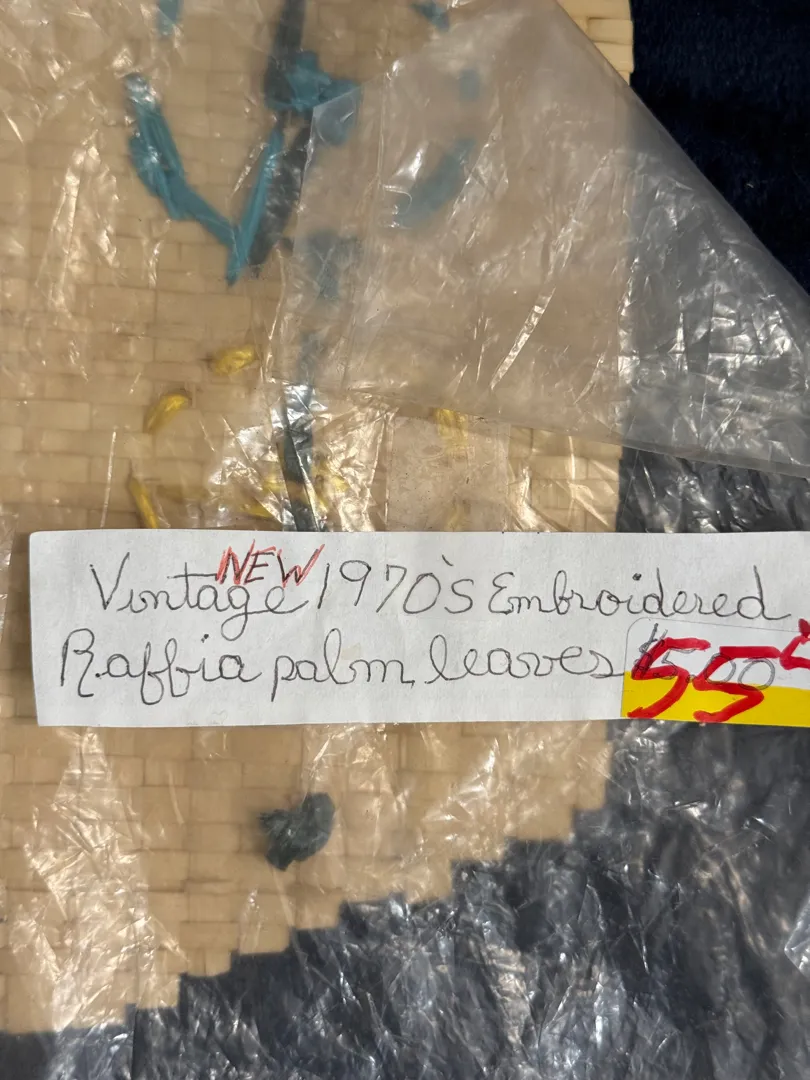 Vintage NEW 1970's Embroidered
Raffia palm leaves 55